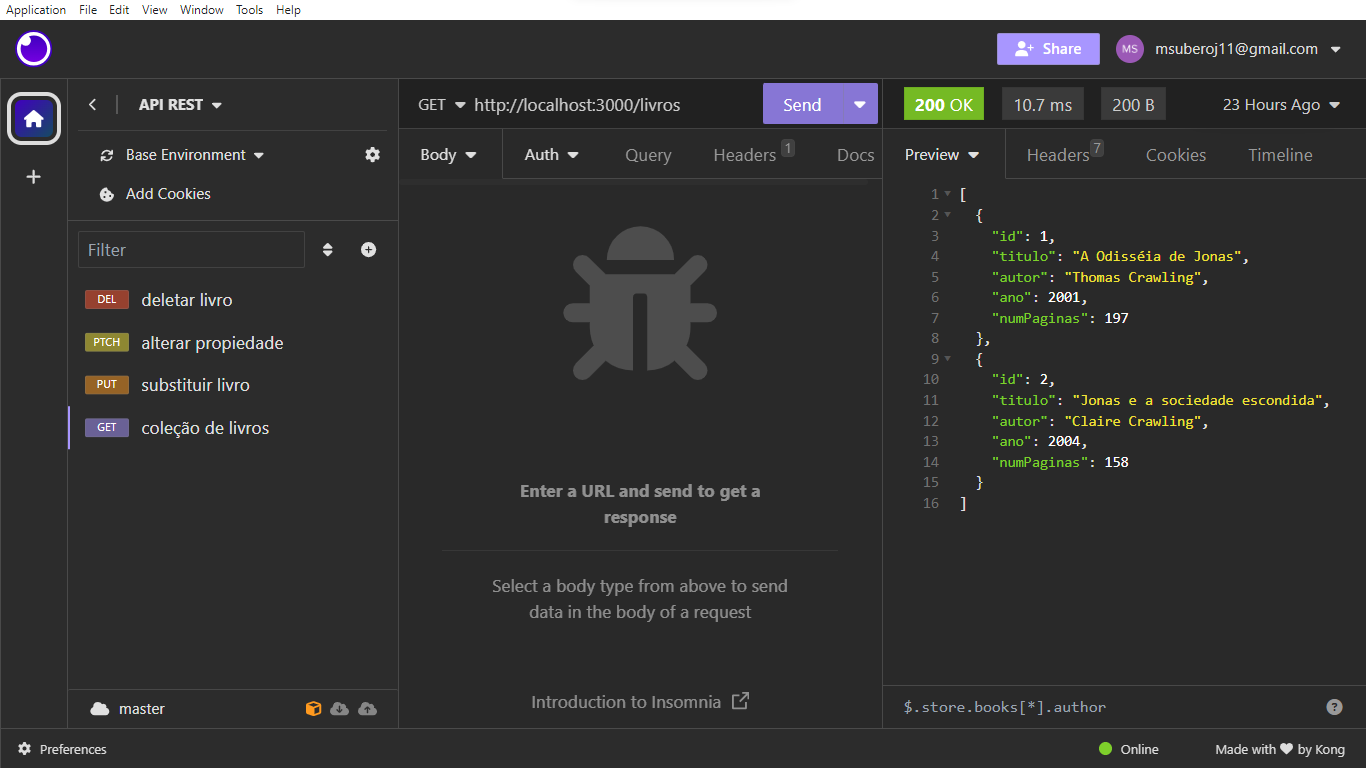 Application File Edit View Window Tools Help
Share
MS
msuberoj11@gmail.com
API REST
Base Environment
Add Cookies
Filter
DEL deletar livro
PTCH alterar propiedade
PUT substituir livro
GET coleção de livros
master
GET http://localhost:3000/livros Send
Body Auth Query Headers 1 Docs
Enter a URL and send to get a
response
Select a body type from above to send
data in the body of a request
Introduction to Insomnia
200 OK 10.7 ms 200 B 23 Hours Ago
Preview Headers 7 Cookies Timeline
1 [
2 {
3 "id": 1,
4 "titulo": "A Odisséia de Jonas",
5 "autor": "Thomas Crawling",
6 "ano": 2001,
7 "numPaginas": 197
8 },
9 {
10 "id": 2,
11 "titulo": "Jonas e a sociedade escondida",
12 "autor": "Claire Crawling",
13 "ano": 2004,
14 "numPaginas": 158
15 }
16 ]
$.store.books[*].author
Preferences
Online
Made with ♥ by Kong